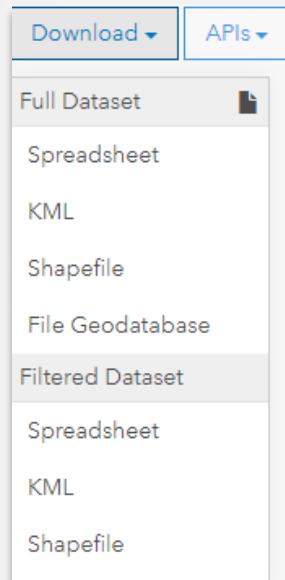 Download APIs
Full Dataset
Spreadsheet
KML
Shapefile
File Geodatabase
Filtered Dataset
Spreadsheet
KML
Shapefile